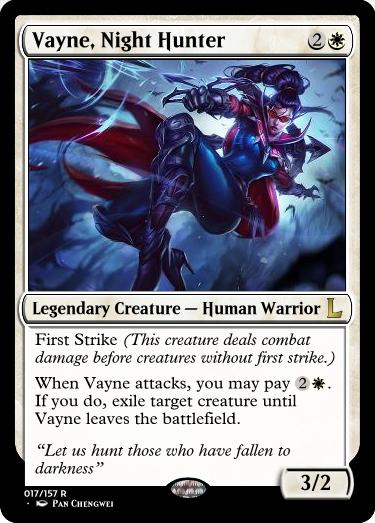 Vayne, Night Hunter 2
Legendary Creature — Human Warrior L
First Strike (This creature deals combat
damage before creatures without first strike.)
When Vayne attacks, you may pay 2.
If you do, exile target creature until
Vayne leaves the battlefield.
“Let us hunt those who have fallen to
darkness”
3/2
017/157 R
· Pan Chengwei